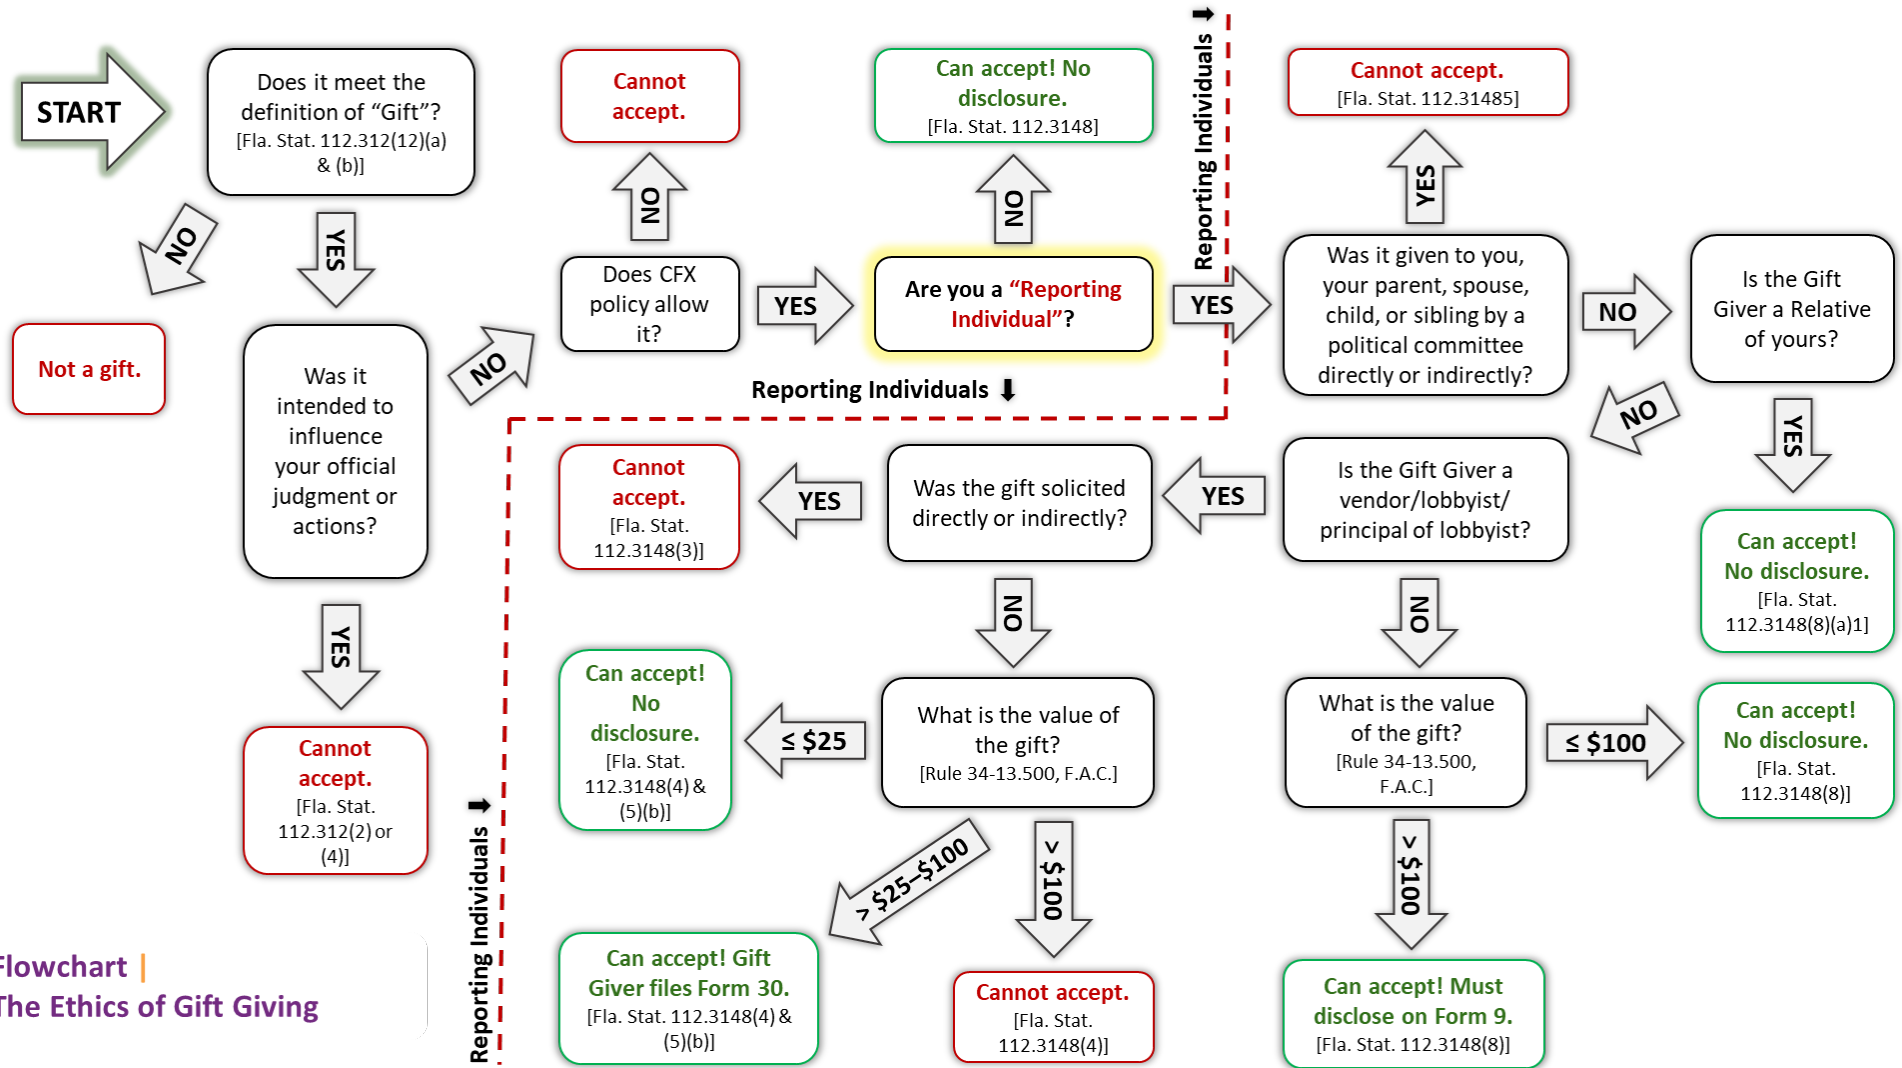 START
Does it meet the
definition of “Gift”?
[Fla. Stat. 112.312(12)(a)
& (b)]
NO
YES
Not a gift.
Was it
intended to
influence
your official
judgment or
actions?
NO
YES
Cannot
accept.
[Fla. Stat.
112.312(2) or
(4)]
Does CFX
policy allow
it?
NO
Cannot
accept.
YES
Are you a “Reporting
Individual”?
NO
Can accept! No
disclosure.
[Fla. Stat. 112.3148]
YES
Reporting Individuals ⬇
Reporting Individuals ⬇
Reporting Individuals ⬇
Was it given to you,
your parent, spouse,
child, or sibling by a
political committee
directly or indirectly?
YES
Cannot accept.
[Fla. Stat. 112.31485]
NO
Is the Gift
Giver a Relative
of yours?
YES
Can accept!
No disclosure.
[Fla. Stat.
112.3148(8)(a)1]
NO
Is the Gift Giver a
vendor/lobbyist/
principal of lobbyist?
YES
Was the gift solicited
directly or indirectly?
YES
Cannot
accept.
[Fla. Stat.
112.3148(3)]
NO
What is the value of
the gift?
[Rule 34-13.500, F.A.C.]
≤ $25
Can accept!
No
disclosure.
[Fla. Stat.
112.3148(4) &
(5)(b)]
> $25–$100
Can accept! Gift
Giver files Form 30.
[Fla. Stat. 112.3148(4) &
(5)(b)]
> $100
Cannot accept.
[Fla. Stat.
112.3148(4)]
NO
What is the value
of the gift?
[Rule 34-13.500,
F.A.C.]
≤ $100
Can accept!
No disclosure.
[Fla. Stat.
112.3148(8)]
> $100
Can accept! Must
disclose on Form 9.
[Fla. Stat. 112.3148(8)]
Flowchart |
The Ethics of Gift Giving